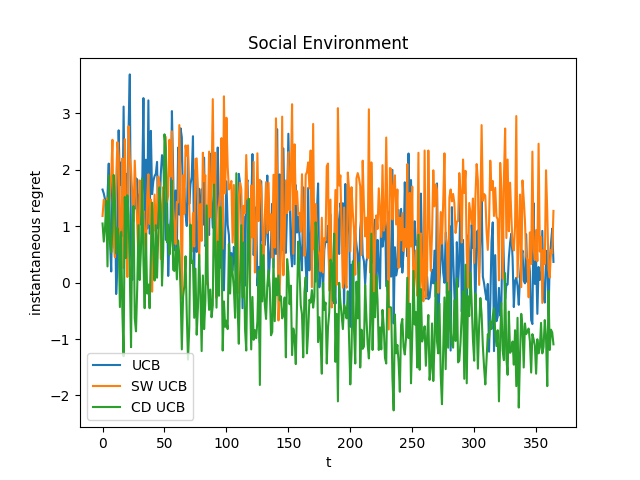 Social Environment
instantaneous regret
3
2
1
0
−1
−2
UCB
SW UCB
CD UCB
0 50 100 150 200 250 300 350
t